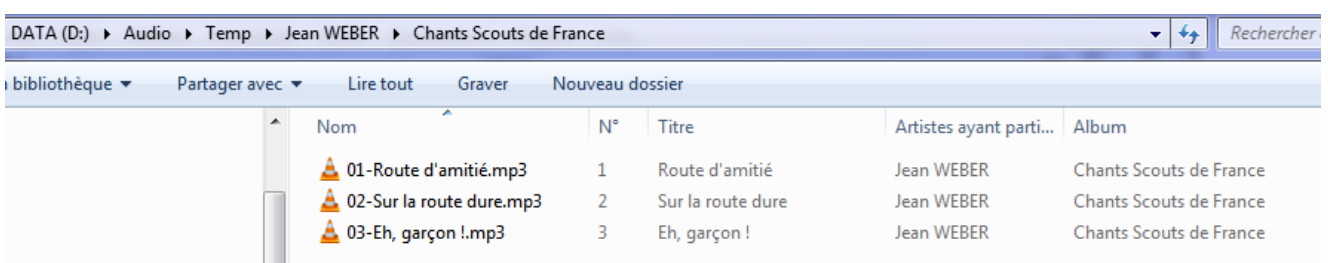 DATA (D:) ▸ Audio ▸ Temp ▸ Jean WEBER ▸ Chants Scouts de France Rechercher
bibliothèque Partager avec Lire tout Graver Nouveau dossier
Nom N° Titre Artistes ayant parti... Album
01-Route d'amitié.mp3 1 Route d'amitié Jean WEBER Chants Scouts de France
02-Sur la route dure.mp3 2 Sur la route dure Jean WEBER Chants Scouts de France
03-Eh, garçon !.mp3 3 Eh, garçon ! Jean WEBER Chants Scouts de France